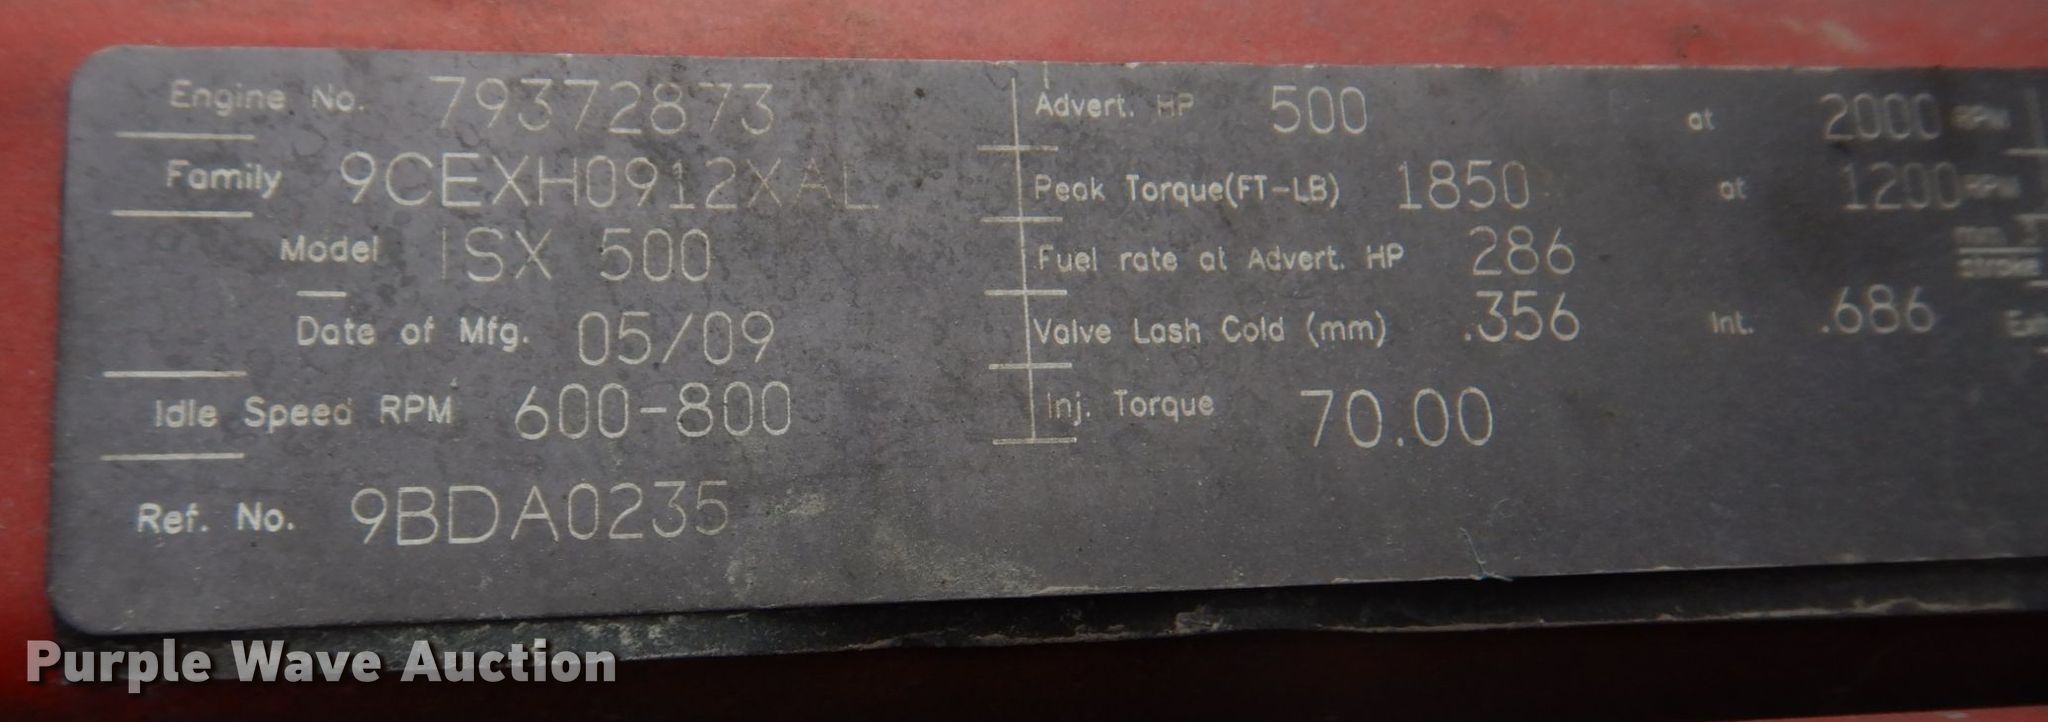 Engine No. 79372873
Family 9CEXH0912XAL
Model ISX 500
Date of Mfg. 05/09
Idle Speed RPM 600-800
Ref. No. 9BDA0235
Advert. HP 500 at 2000 RPM
Peak Torque(FT-LB) 1850 at 1200 RPM
Fuel rate at Advert. HP 286 stroke
Valve Lash Cold (mm) .356 Int. .686
Inj. Torque 70.00
Purple Wave Auction